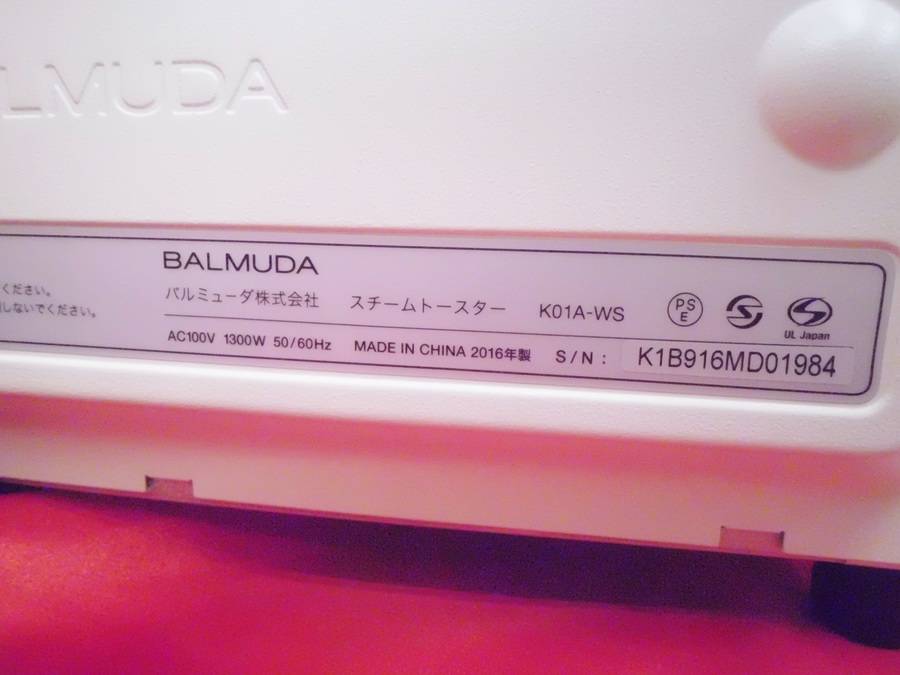 LMUDA
ください。
しないでください。
BALMUDA
バルミューダ株式会社 スチームトースター K01A-WS PSE
UL Japan
AC100V 1300W 50/60Hz MADE IN CHINA 2016年製 S/N : K1B916MD01984